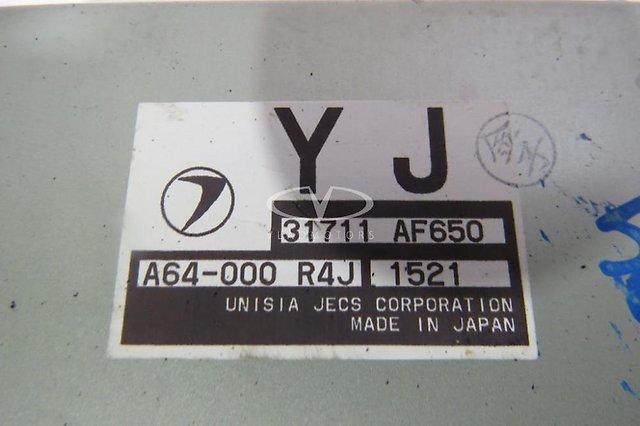 YJ
31711 AF650
A64-000 R4J 1521
UNISIA JECS CORPORATION
MADE IN JAPAN